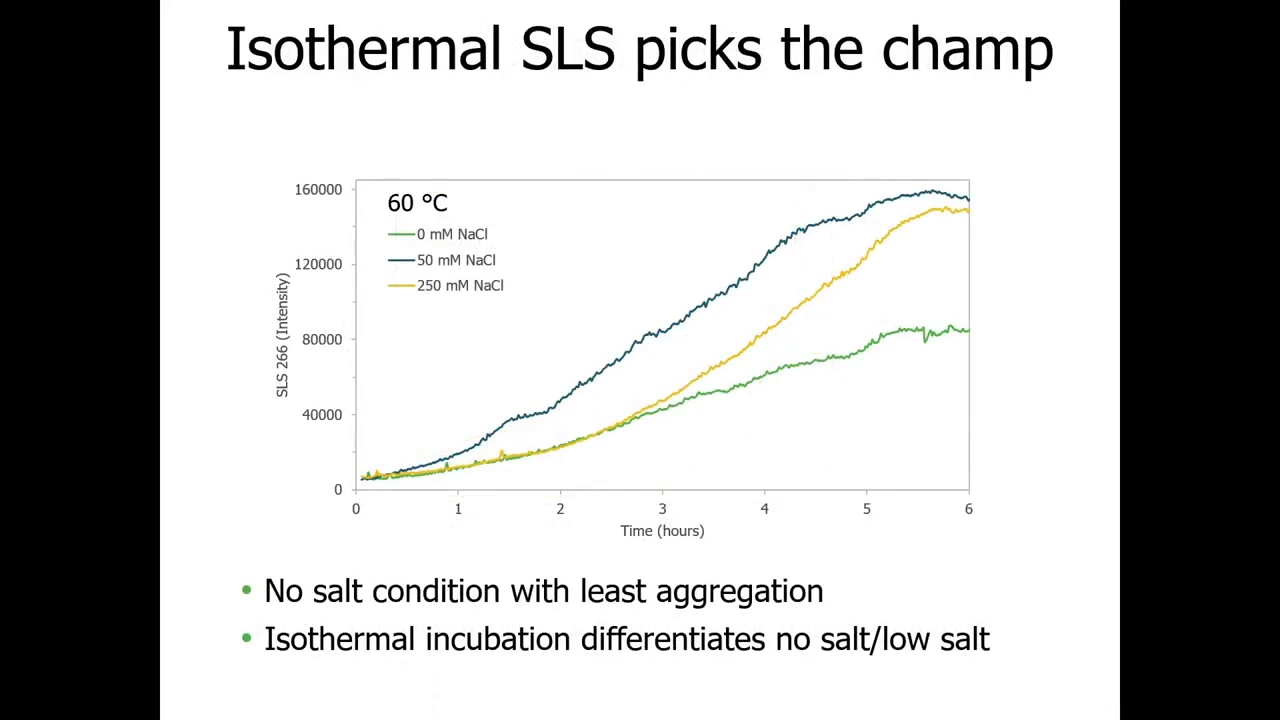 Isothermal SLS picks the champ
60 °C
0 mM NaCl
50 mM NaCl
250 mM NaCl
SLS 266 (Intensity)
160000
120000
80000
40000
0
0 1 2 3 4 5 6
Time (hours)
• No salt condition with least aggregation
• Isothermal incubation differentiates no salt/low salt